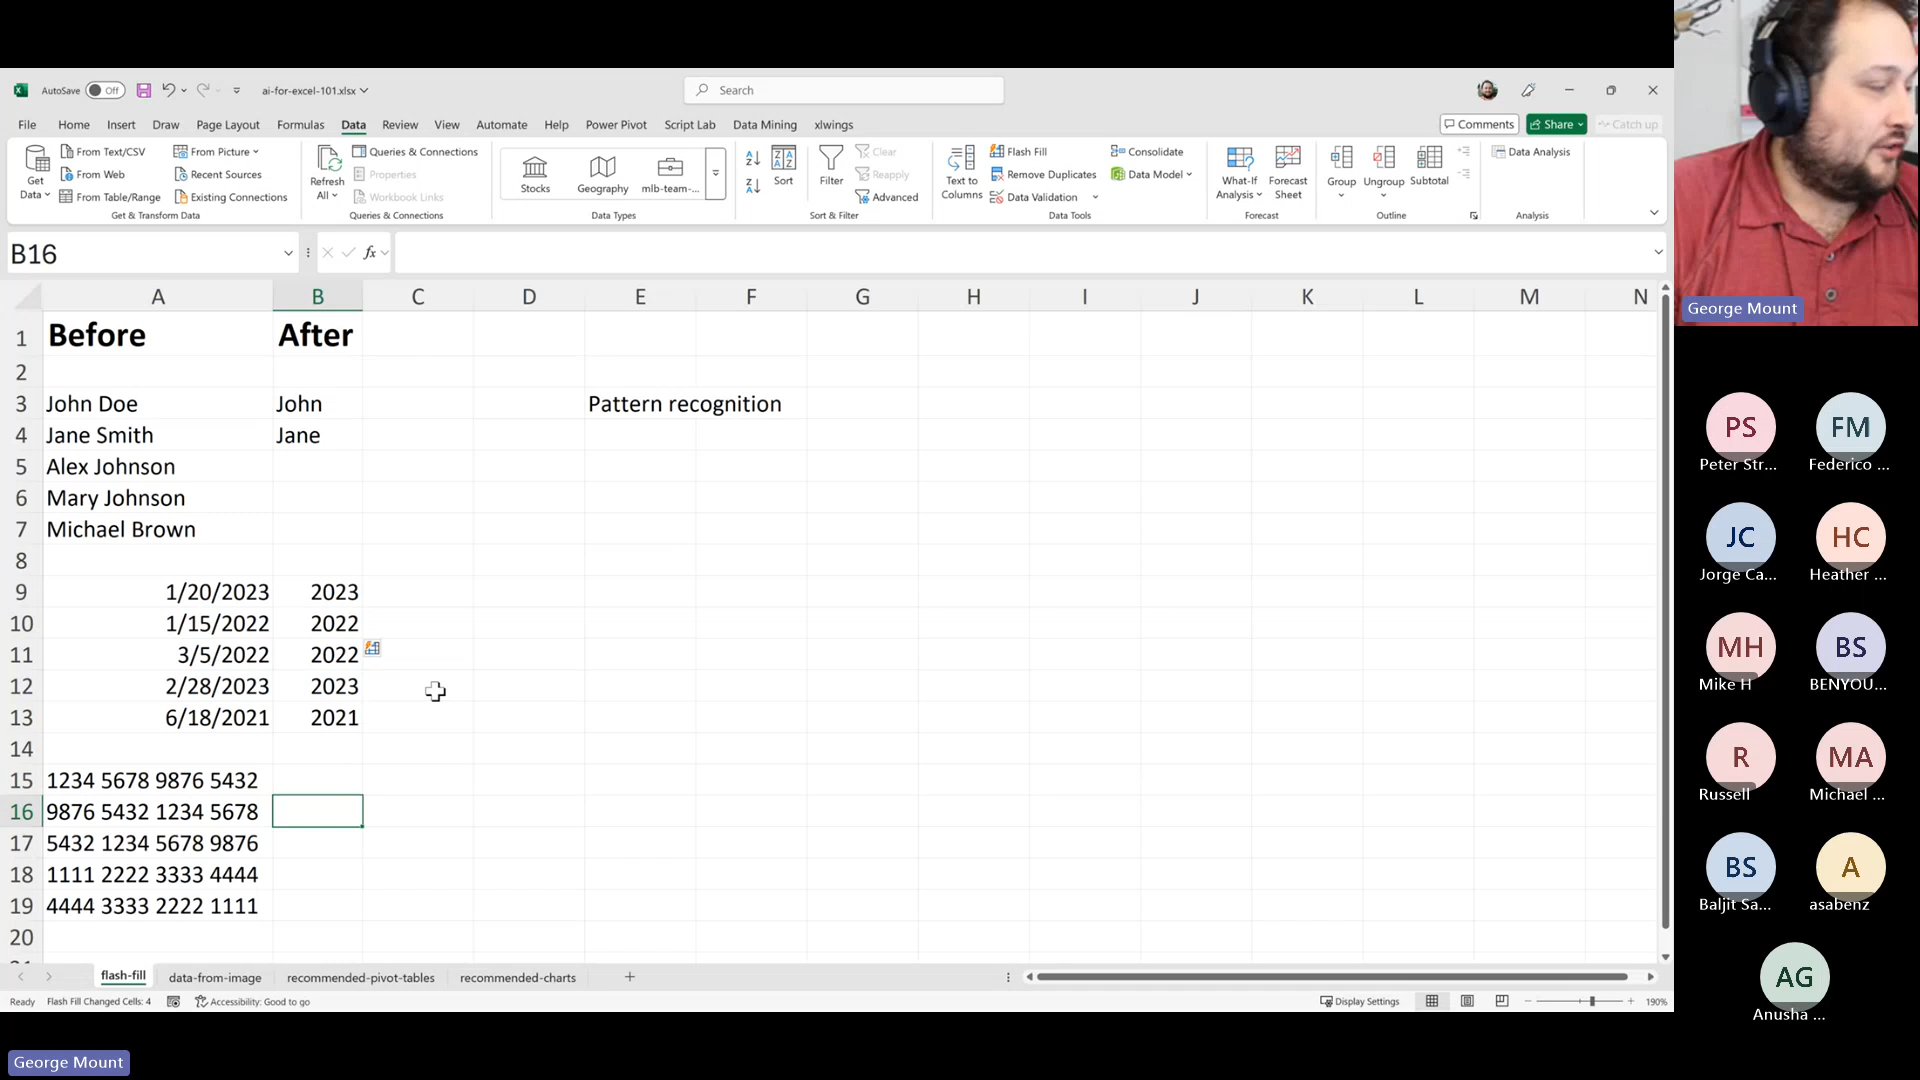 AutoSave Off ai-for-excel-101.xlsx Search
File Home Insert Draw Page Layout Formulas Data Review View Automate Help Power Pivot Script Lab Data Mining xlwings Comments Share Catch up
Get Data
From Text/CSV
From Web
From Table/Range
From Picture
Recent Sources
Existing Connections
Get & Transform Data
Refresh All
Queries & Connections
Properties
Workbook Links
Queries & Connections
Stocks
Geography
mlb-team-...
Data Types
Sort
Filter
Clear
Reapply
Advanced
Sort & Filter
Text to Columns
Flash Fill
Remove Duplicates
Data Validation
Consolidate
Data Model
Data Tools
What-If Analysis
Forecast Sheet
Forecast
Group
Ungroup
Subtotal
Outline
Data Analysis
Analysis
B16 fx
A B C D E F G H I J K L M N
1 Before After
2
3 John Doe John Pattern recognition
4 Jane Smith Jane
5 Alex Johnson
6 Mary Johnson
7 Michael Brown
8
9 1/20/2023 2023
10 1/15/2022 2022
11 3/5/2022 2022
12 2/28/2023 2023
13 6/18/2021 2021
14
15 1234 5678 9876 5432
16 9876 5432 1234 5678
17 5432 1234 5678 9876
18 1111 2222 3333 4444
19 4444 3333 2222 1111
20
flash-fill data-from-image recommended-pivot-tables recommended-charts
Ready Flash Fill Changed Cells: 4 Accessibility: Good to go Display Settings 190%
George Mount
George Mount
PS FM
Peter Str... Federico ...
JC HC
Jorge Ca... Heather ...
MH BS
Mike H BENYOU...
R MA
Russell Michael ...
BS A
Baljit Sa... asabenz
AG
Anusha ...